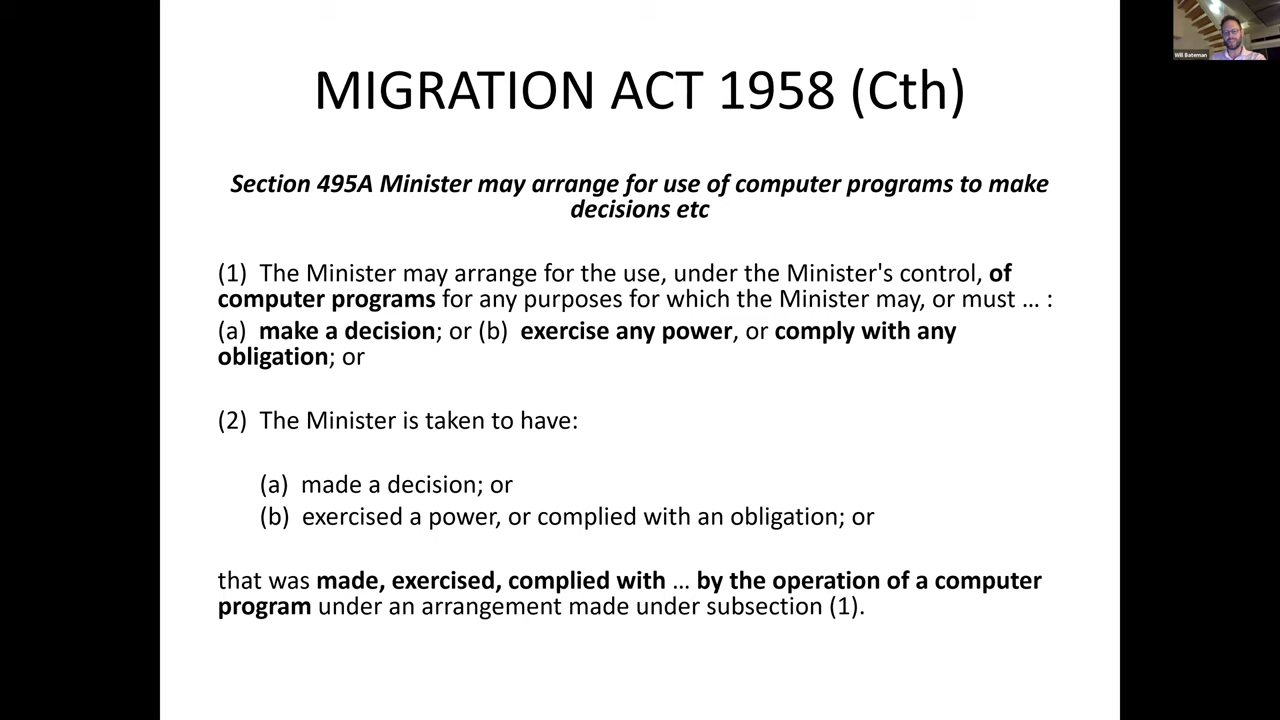 MIGRATION ACT 1958 (Cth)
Section 495A Minister may arrange for use of computer programs to make
decisions etc
(1) The Minister may arrange for the use, under the Minister's control, of
computer programs for any purposes for which the Minister may, or must ... :
(a) make a decision; or (b) exercise any power, or comply with any
obligation; or
(2) The Minister is taken to have:
(a) made a decision; or
(b) exercised a power, or complied with an obligation; or
that was made, exercised, complied with ... by the operation of a computer
program under an arrangement made under subsection (1).
Will Bateman